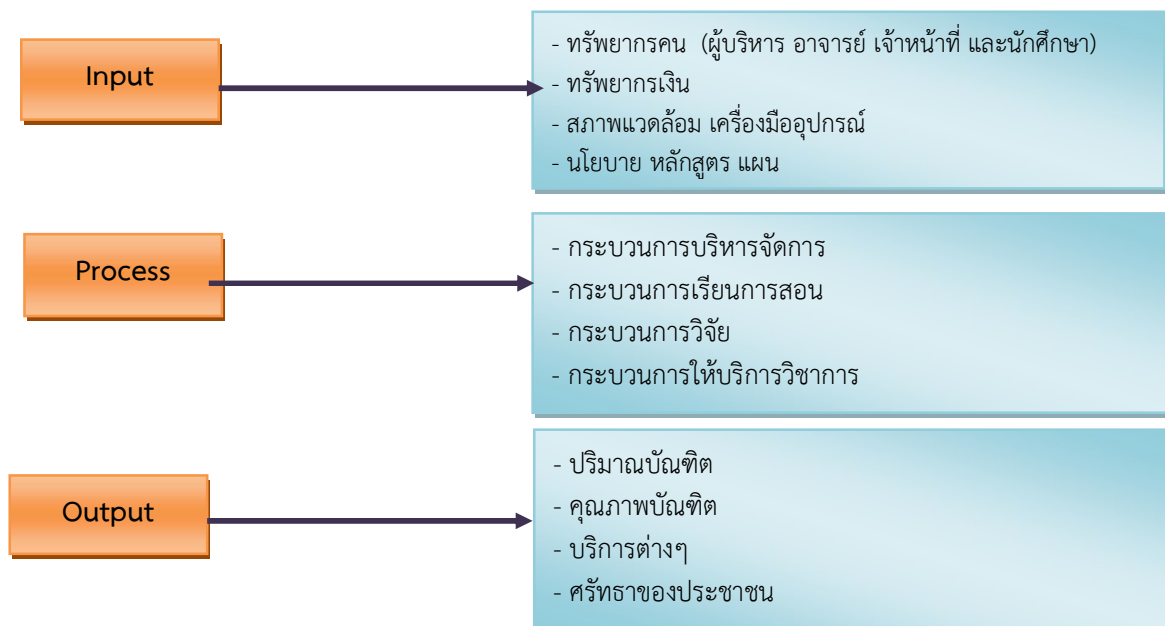 Input
- ทรัพยากรคน (ผู้บริหาร อาจารย์ เจ้าหน้าที่ และนักศึกษา)
- ทรัพยากรเงิน
- สภาพแวดล้อม เครื่องมืออุปกรณ์
- นโยบาย หลักสูตร แผน
Process
- กระบวนการบริหารจัดการ
- กระบวนการเรียนการสอน
- กระบวนการวิจัย
- กระบวนการให้บริการวิชาการ
Output
- ปริมาณบัณฑิต
- คุณภาพบัณฑิต
- บริการต่างๆ
- ศรัทธาของประชาชน